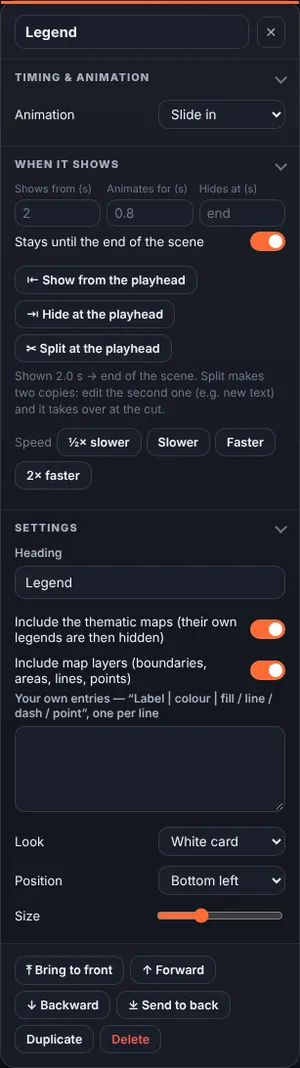 Legend
×
TIMING & ANIMATION
Animation Slide in
WHEN IT SHOWS
Shows from (s) Animates for (s) Hides at (s)
2 0.8 end
Stays until the end of the scene
⇤ Show from the playhead
⇥ Hide at the playhead
✂ Split at the playhead
Shown 2.0 s → end of the scene. Split makes
two copies: edit the second one (e.g. new text)
and it takes over at the cut.
Speed ½× slower Slower Faster
2× faster
SETTINGS
Heading
Legend
Include the thematic maps (their own
legends are then hidden)
Include map layers (boundaries,
areas, lines, points)
Your own entries — “Label | colour | fill / line /
dash / point”, one per line
Look White card
Position Bottom left
Size
⤒ Bring to front ↑ Forward
↓ Backward ⤓ Send to back
Duplicate Delete